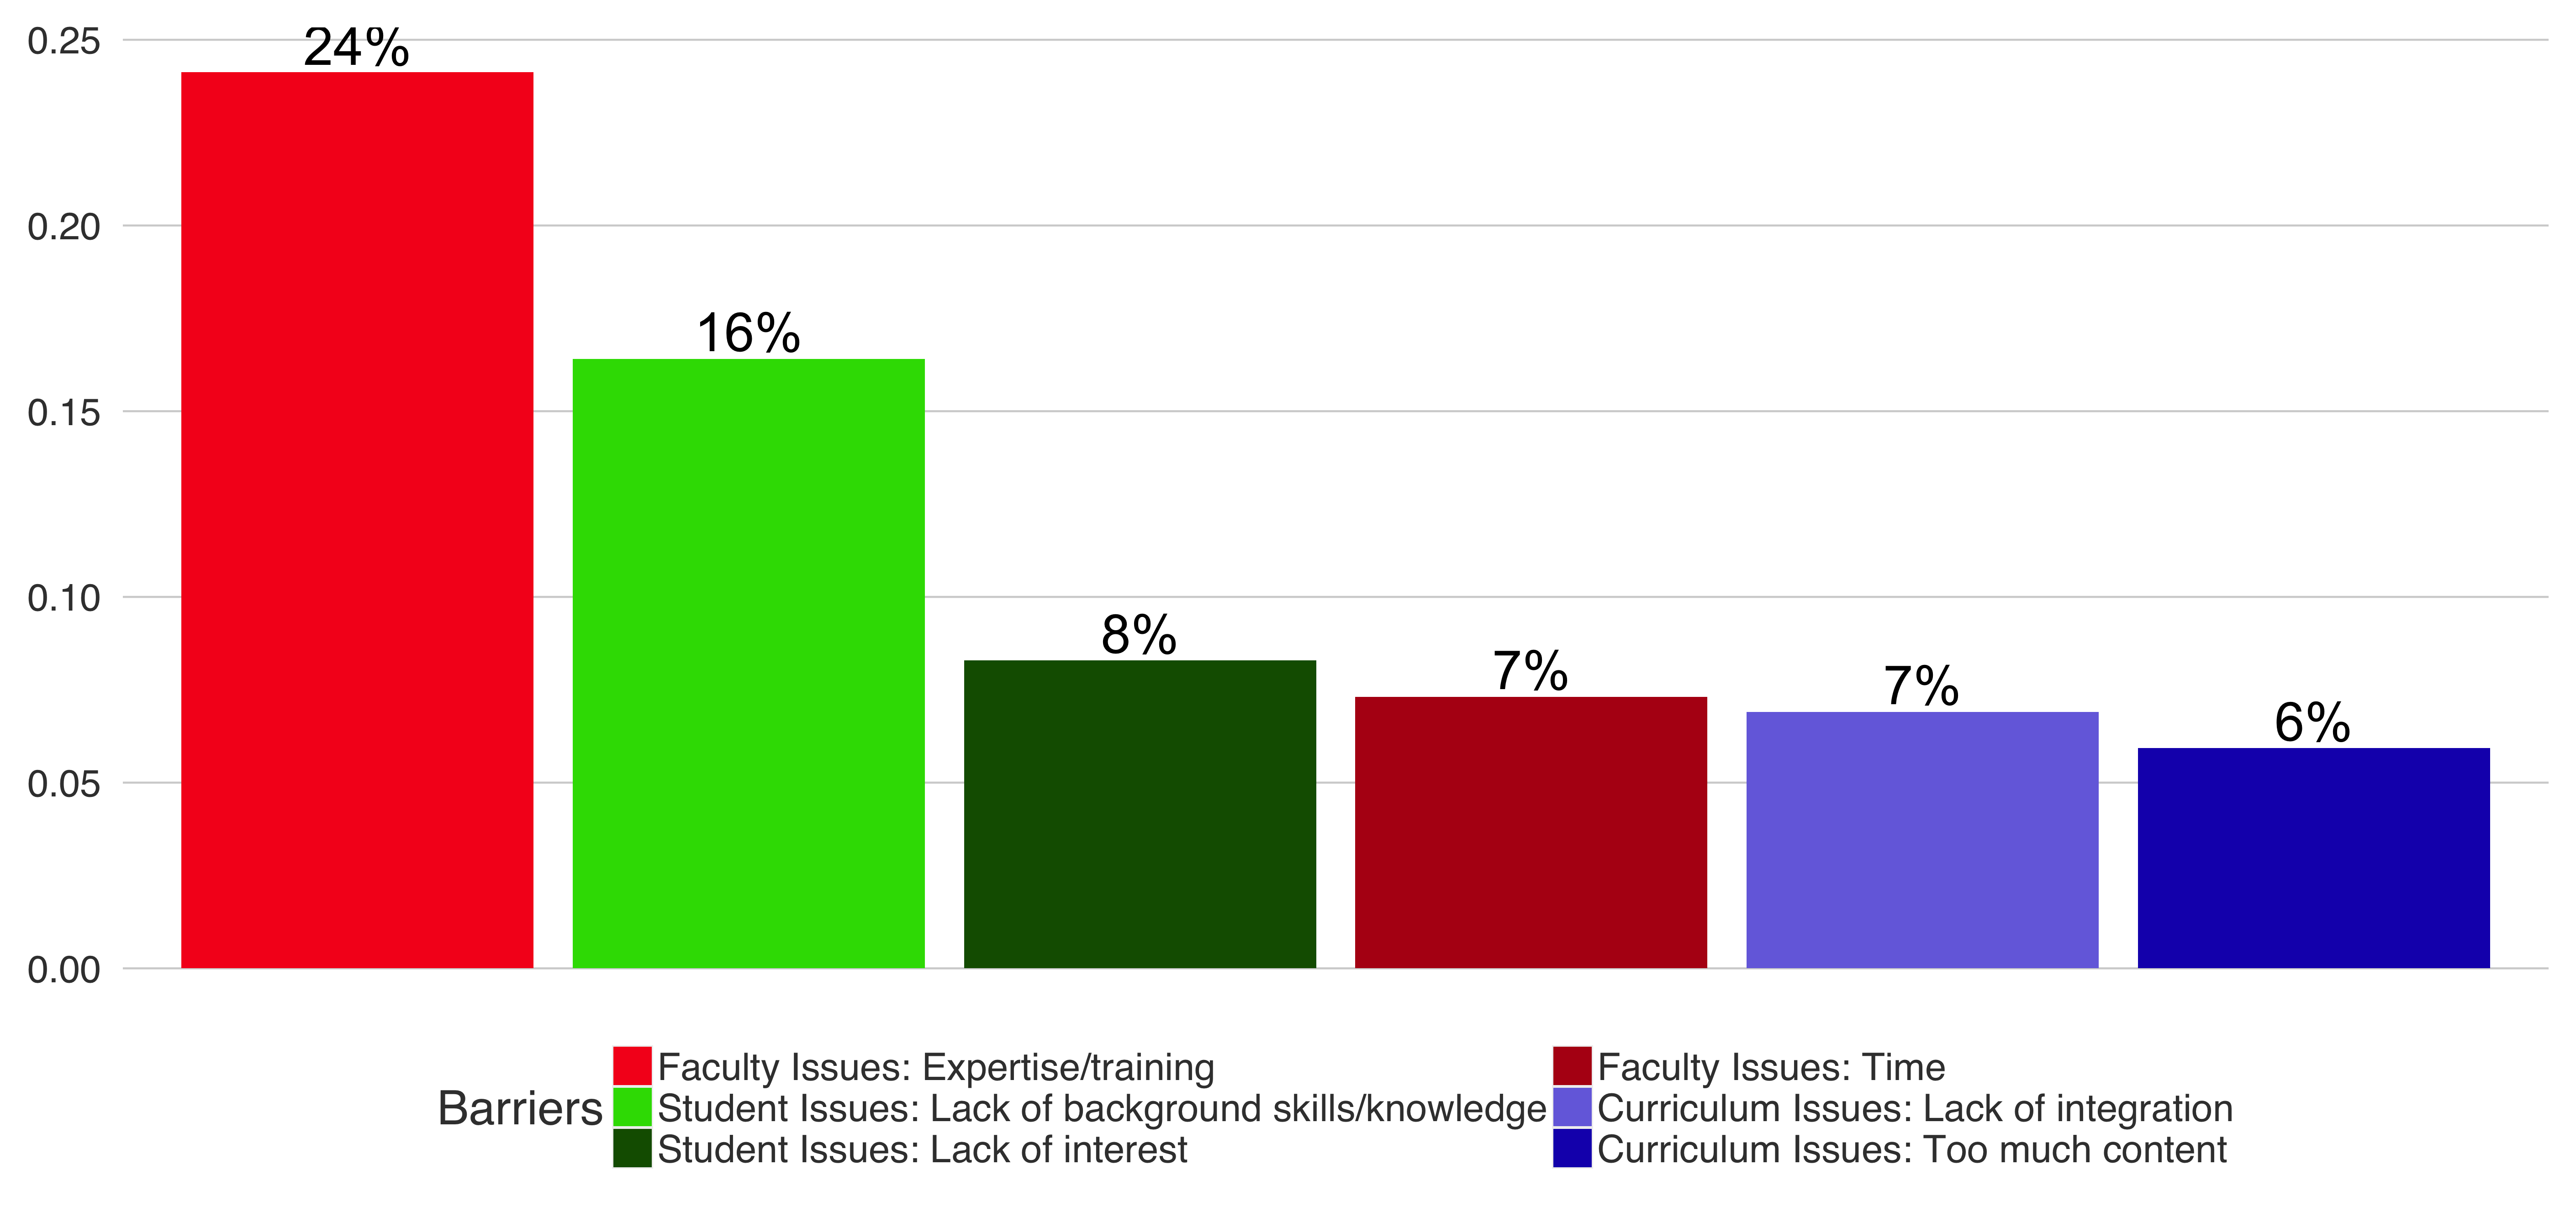 0.25
24%
0.20
16%
0.15
0.10
8%
7%
7%
6%
0.05
0.00
Barriers
Faculty Issues: Expertise/training
Student Issues: Lack of background skills/knowledge
Student Issues: Lack of interest
Faculty Issues: Time
Curriculum Issues: Lack of integration
Curriculum Issues: Too much content